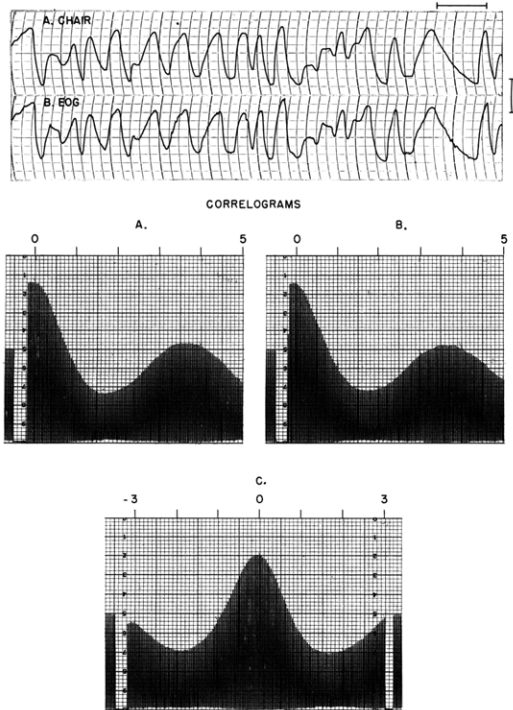 A. CHAIR
B. EOG
CORRELOGRAMS
A. B.
0 5 0 5
C.
-3 0 3